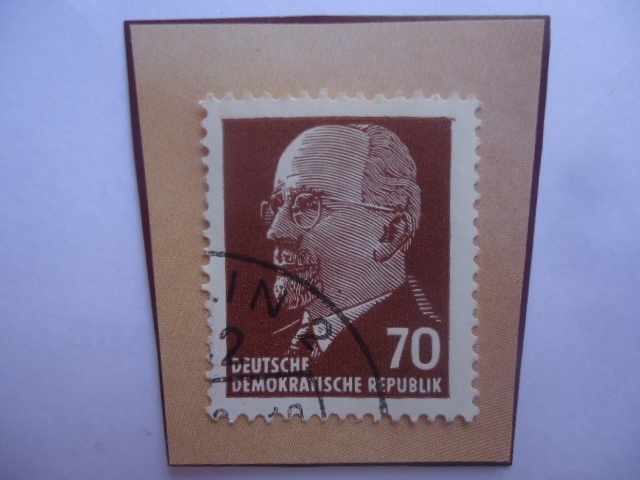 70
DEUTSCHE
DEMOKRATISCHE REPUBLIK